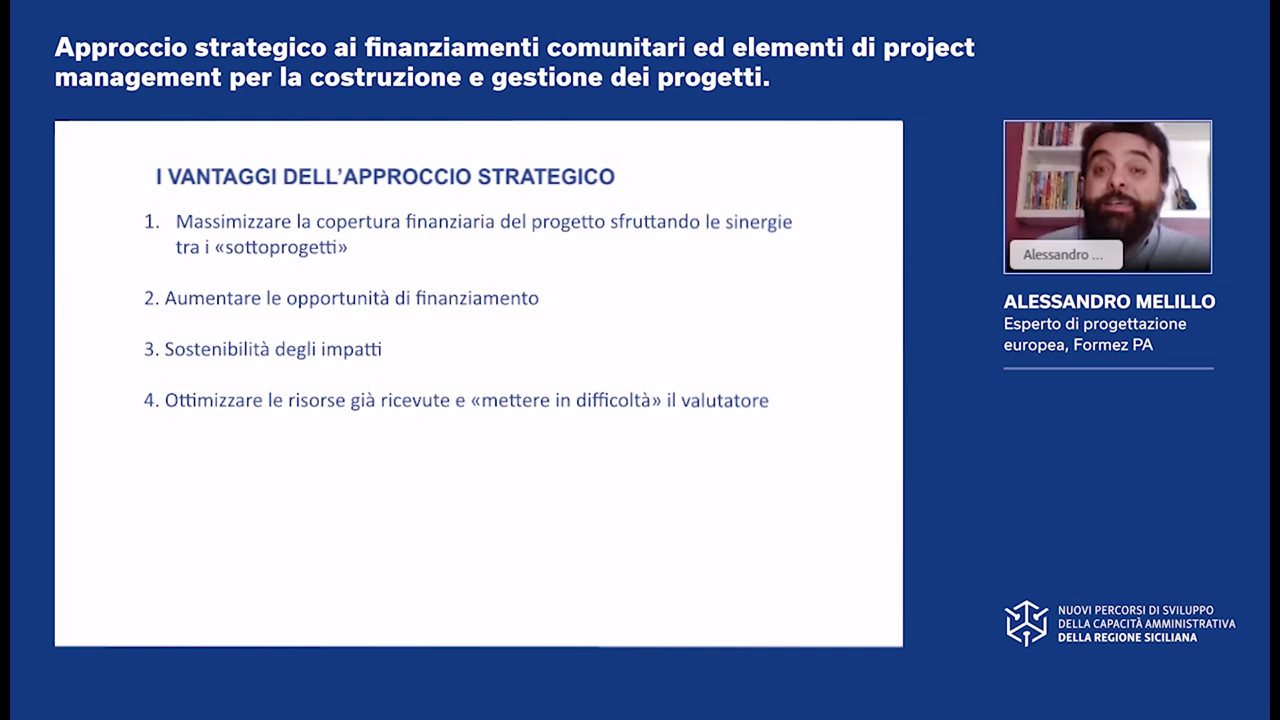 Approccio strategico ai finanziamenti comunitari ed elementi di project
management per la costruzione e gestione dei progetti.
I VANTAGGI DELL’APPROCCIO STRATEGICO
1. Massimizzare la copertura finanziaria del progetto sfruttando le sinergie
tra i «sottoprogetti»
2. Aumentare le opportunità di finanziamento
3. Sostenibilità degli impatti
4. Ottimizzare le risorse già ricevute e «mettere in difficoltà» il valutatore
Alessandro ...
ALESSANDRO MELILLO
Esperto di progettazione
europea, Formez PA
NUOVI PERCORSI DI SVILUPPO
DELLA CAPACITÀ AMMINISTRATIVA
DELLA REGIONE SICILIANA